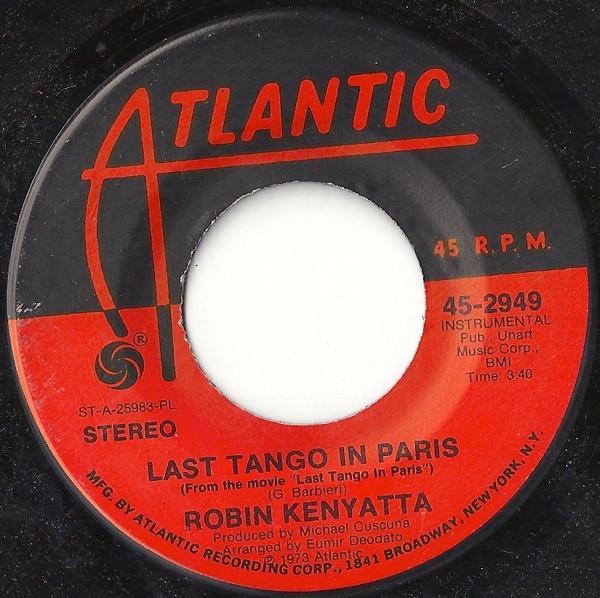 ATLANTIC
45 R.P.M.
45-2949
INSTRUMENTAL
Pub., Unart
Music Corp.,
BMI
Time: 3:40
®
ST-A-25983-PL
STEREO
LAST TANGO IN PARIS
(From the movie "Last Tango In Paris")
(G. Barbieri)
ROBIN KENYATTA
Produced by Michael Cuscuna
Arranged by Eumir Deodato
℗ 1973 Atlantic
MFG. BY ATLANTIC RECORDING CORP., 1841 BROADWAY, NEW YORK, N.Y.